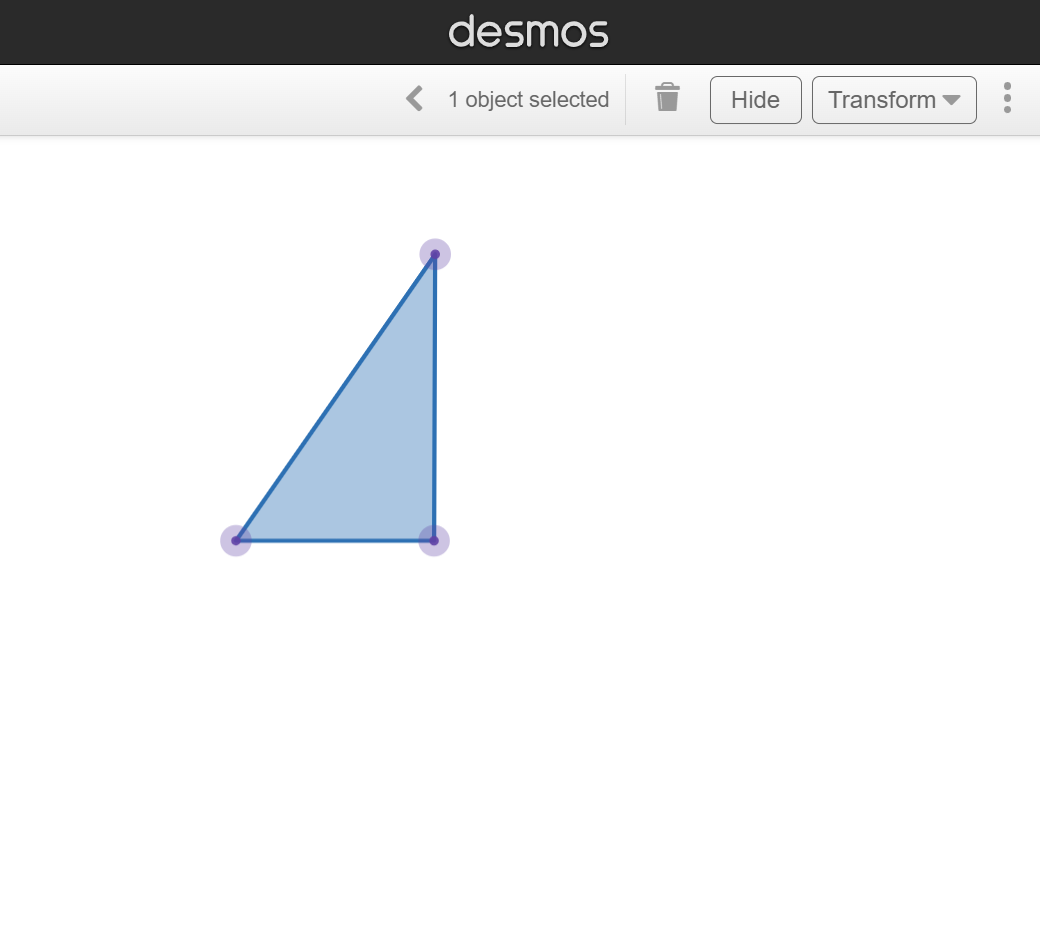 desmos
1 object selected
Hide
Transform